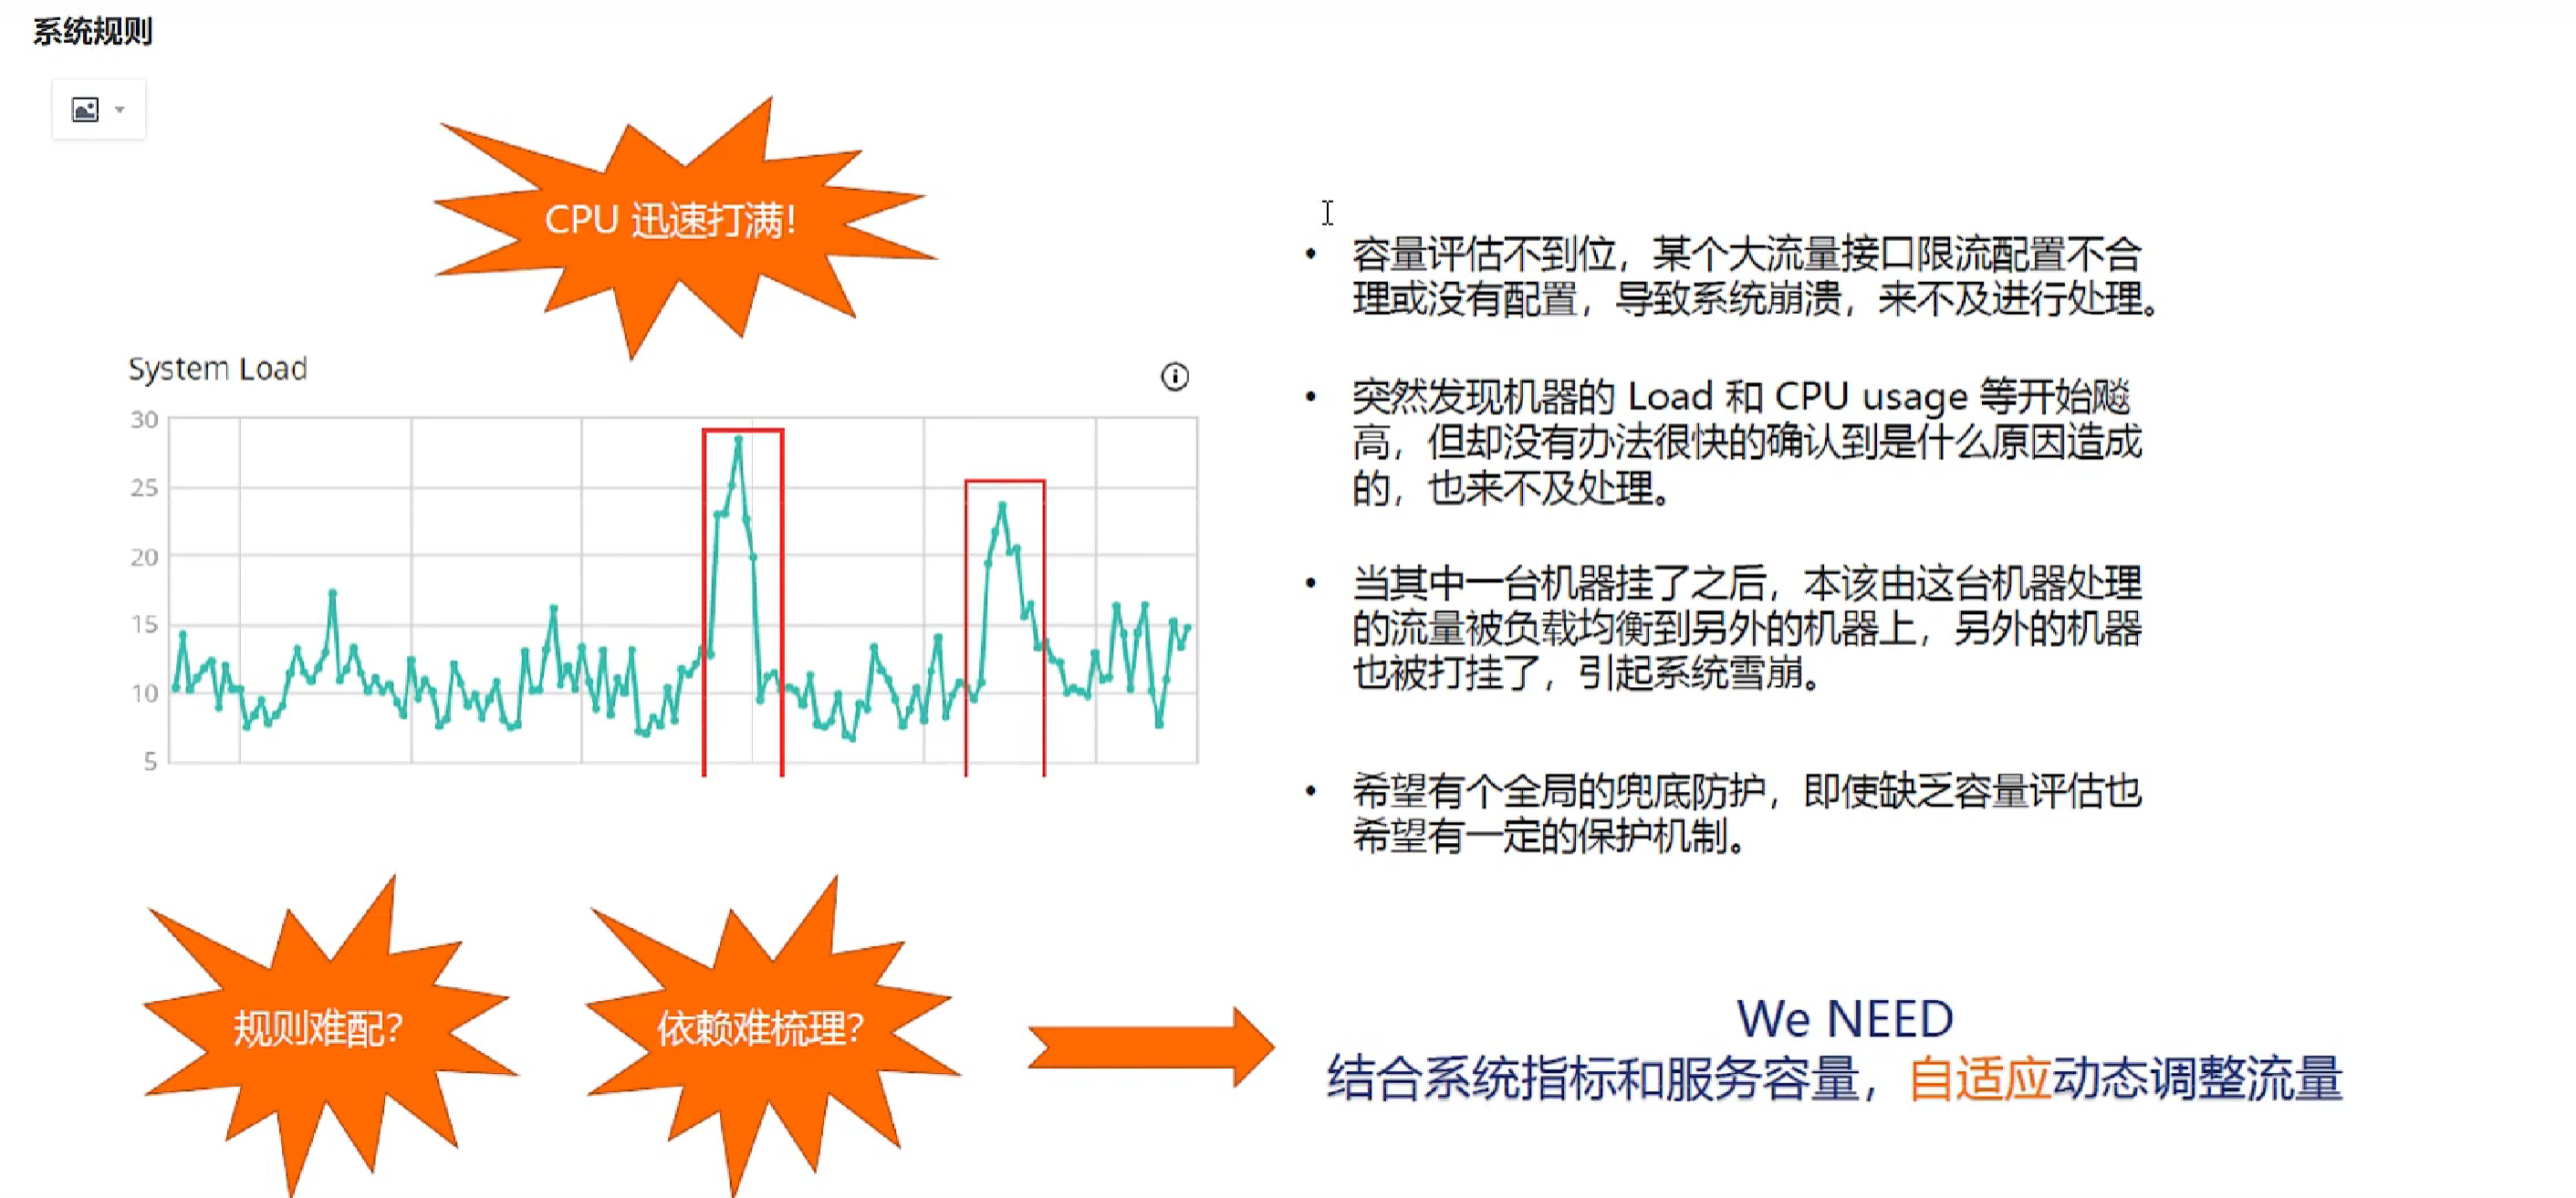 系统规则
CPU 迅速打满!
System Load
30
25
20
15
10
5
容量评估不到位，某个大流量接口限流配置不合
理或没有配置，导致系统崩溃，来不及进行处理。
突然发现机器的 Load 和 CPU usage 等开始飚
高，但却没有办法很快的确认到是什么原因造成
的，也来不及处理。
当其中一台机器挂了之后，本该由这台机器处理
的流量被负载均衡到另外的机器上，另外的机器
也被打挂了，引起系统雪崩。
希望有个全局的兜底防护，即使缺乏容量评估也
希望有一定的保护机制。
规则难配?
依赖难梳理?
We NEED
结合系统指标和服务容量，自适应动态调整流量